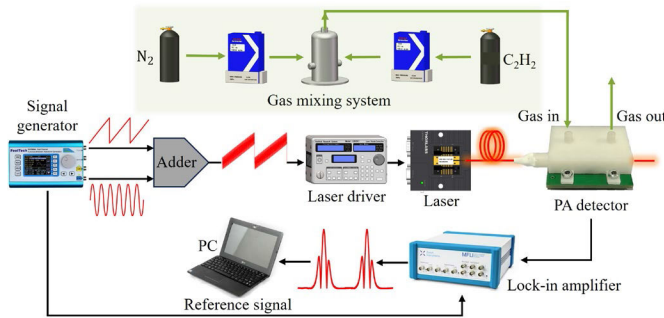 N₂
C₂H₂
Gas mixing system
Signal
generator
Gas in
Gas out
Adder
Laser driver
Laser
PA detector
PC
Reference signal
MFLI
Lock-in amplifier